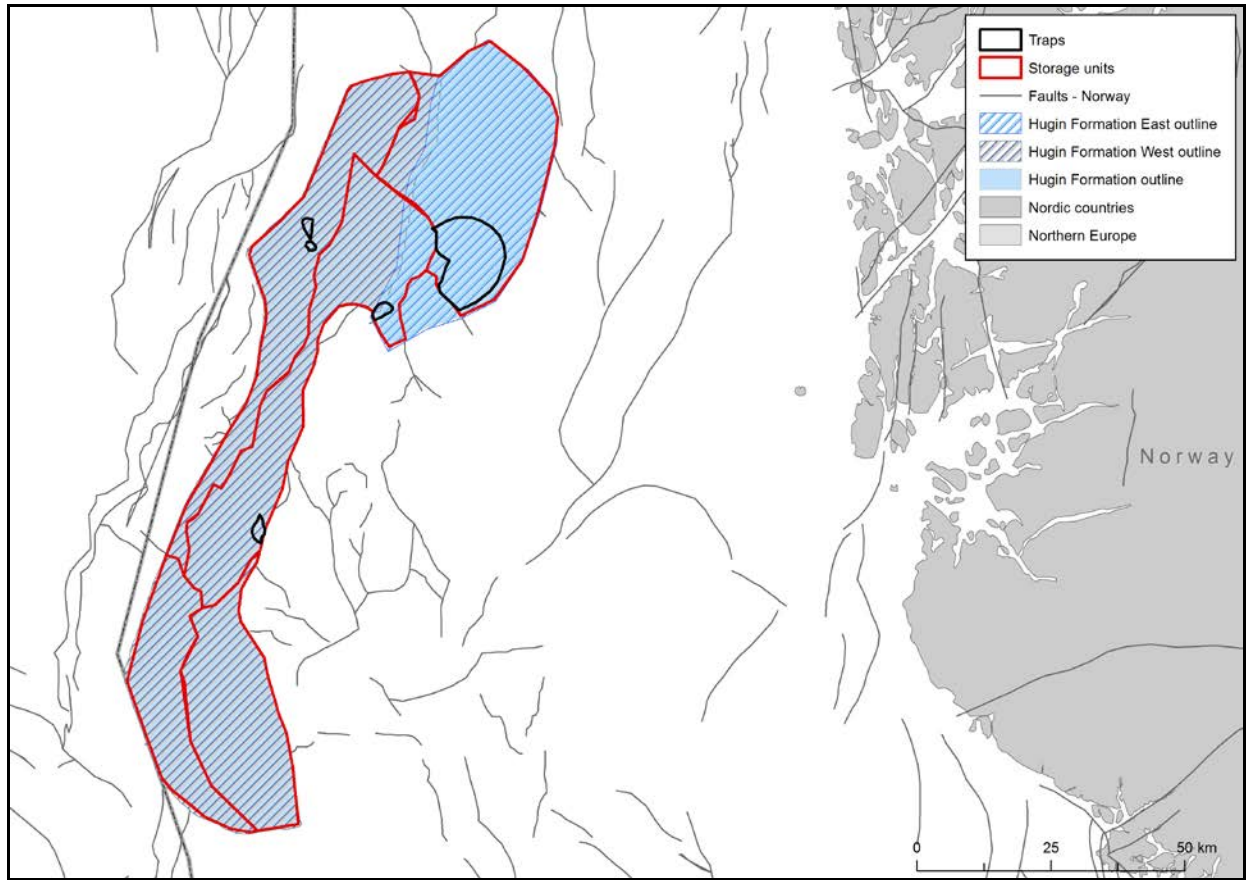 Traps
Storage units
Faults - Norway
Hugin Formation East outline
Hugin Formation West outline
Hugin Formation outline
Nordic countries
Northern Europe
Norway
0 25 50 km